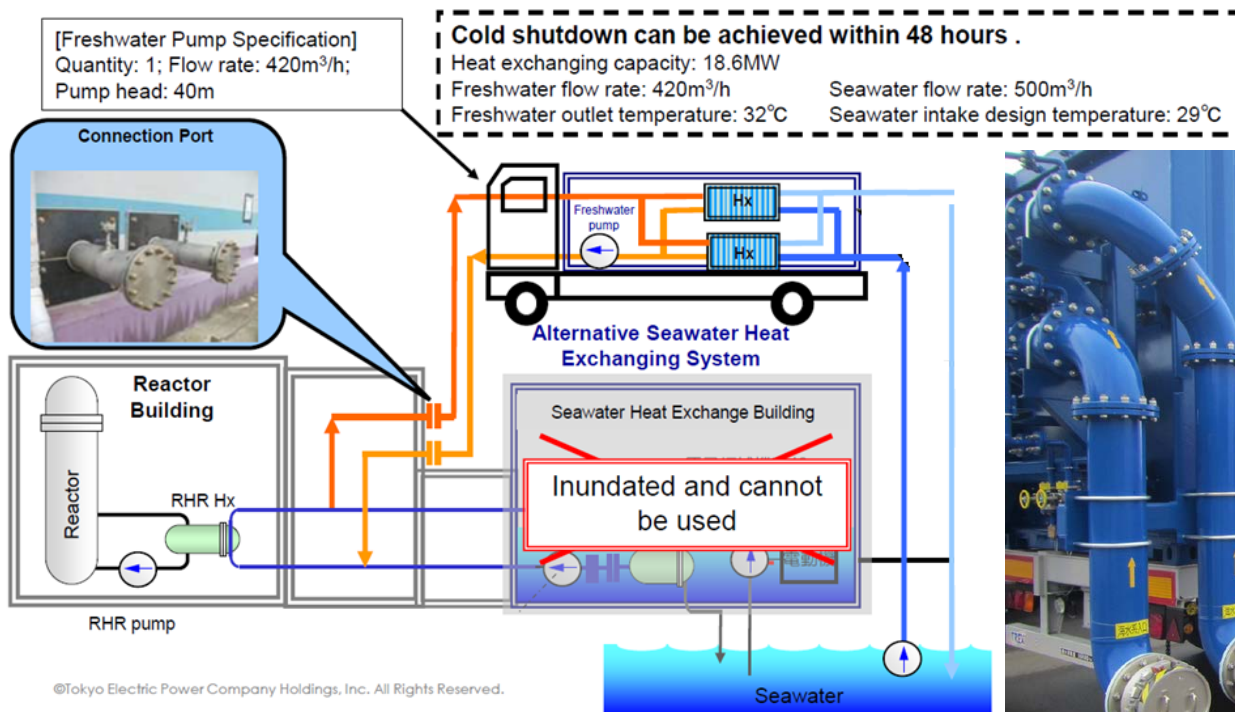 [Freshwater Pump Specification]
Quantity: 1; Flow rate: 420m³/h;
Pump head: 40m
Cold shutdown can be achieved within 48 hours .
Heat exchanging capacity: 18.6MW
Freshwater flow rate: 420m³/h
Seawater flow rate: 500m³/h
Freshwater outlet temperature: 32℃
Seawater intake design temperature: 29℃
Connection Port
Freshwater
pump
Hx
Hx
Alternative Seawater Heat
Exchanging System
Reactor
Building
Reactor
RHR Hx
RHR pump
Seawater Heat Exchange Building
Inundated and cannot
be used
電動機
Seawater
©Tokyo Electric Power Company Holdings, Inc. All Rights Reserved.